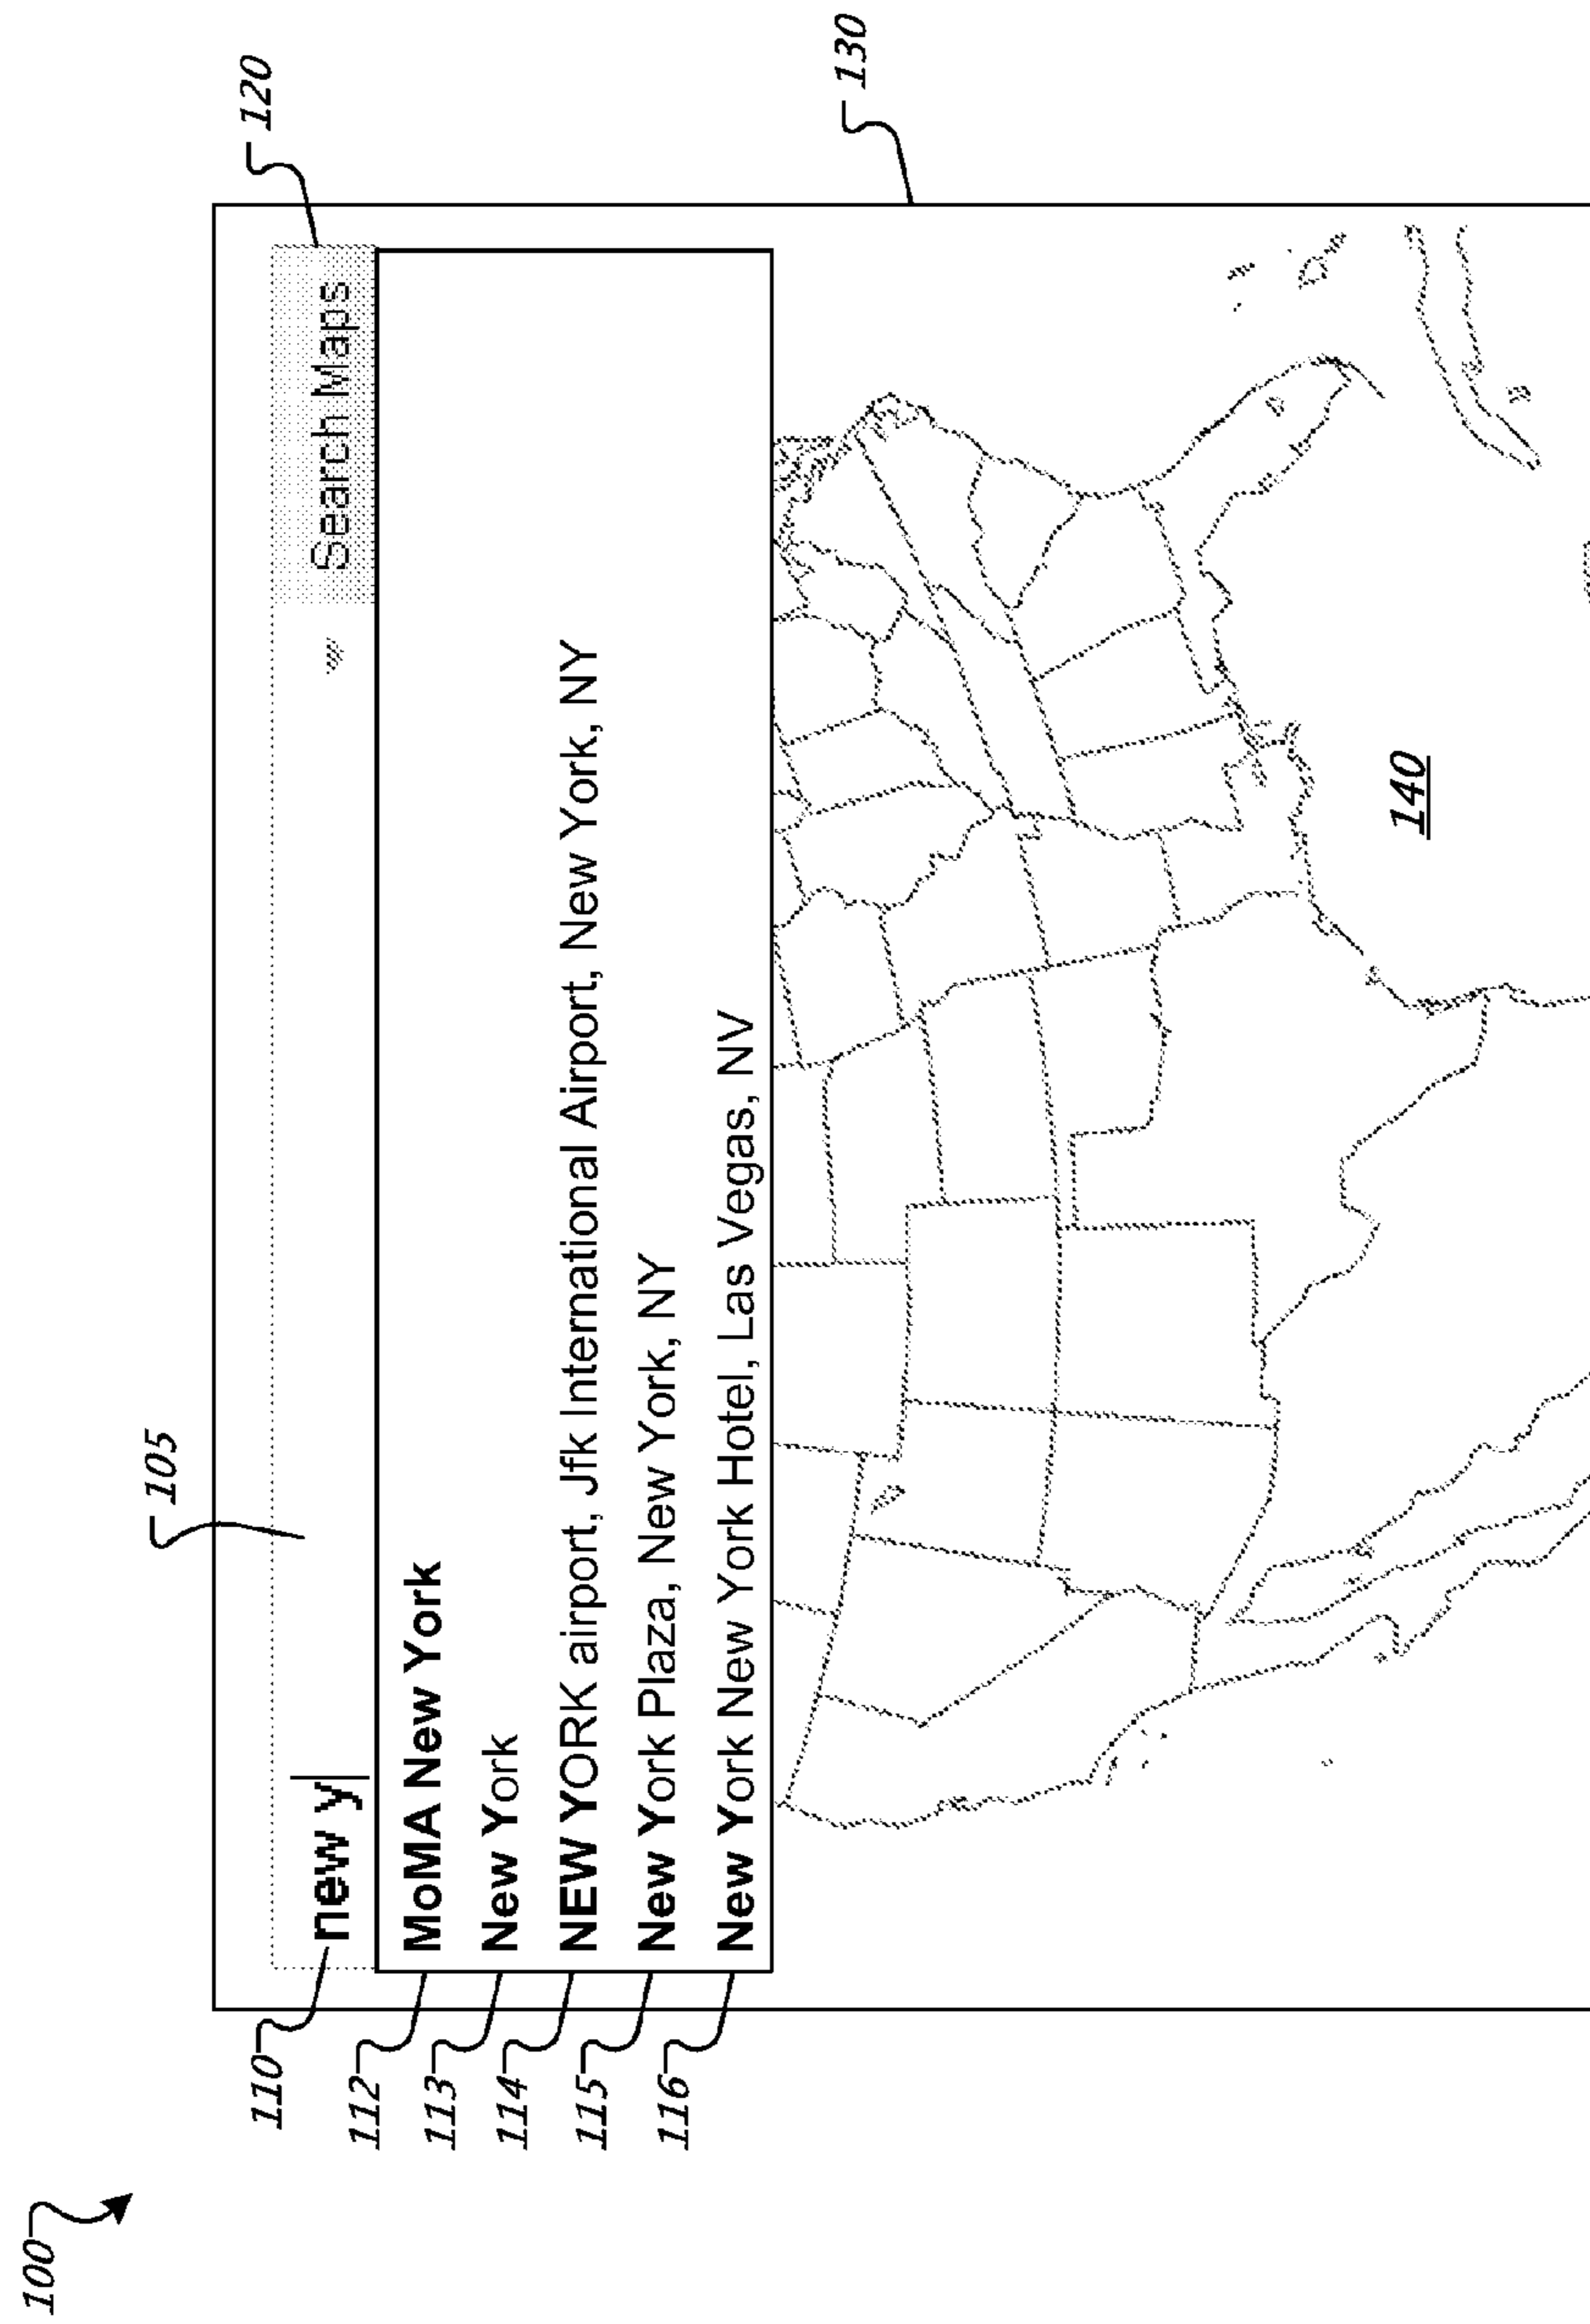 100
105
120
110
new y
Search Maps
112
MoMA New York
113
New York
114
NEW YORK airport, Jfk International Airport, New York, NY
115
New York Plaza, New York, NY
116
New York New York Hotel, Las Vegas, NV
130
140